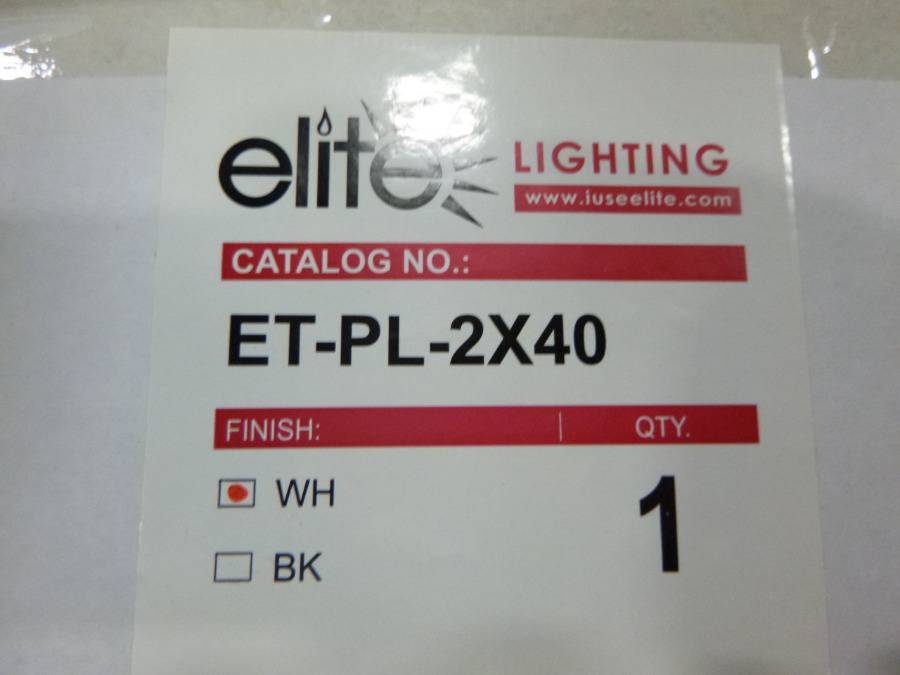 elite LIGHTING
www.iuseelite.com
CATALOG NO.:
ET-PL-2X40
FINISH: QTY.
WH 1
BK